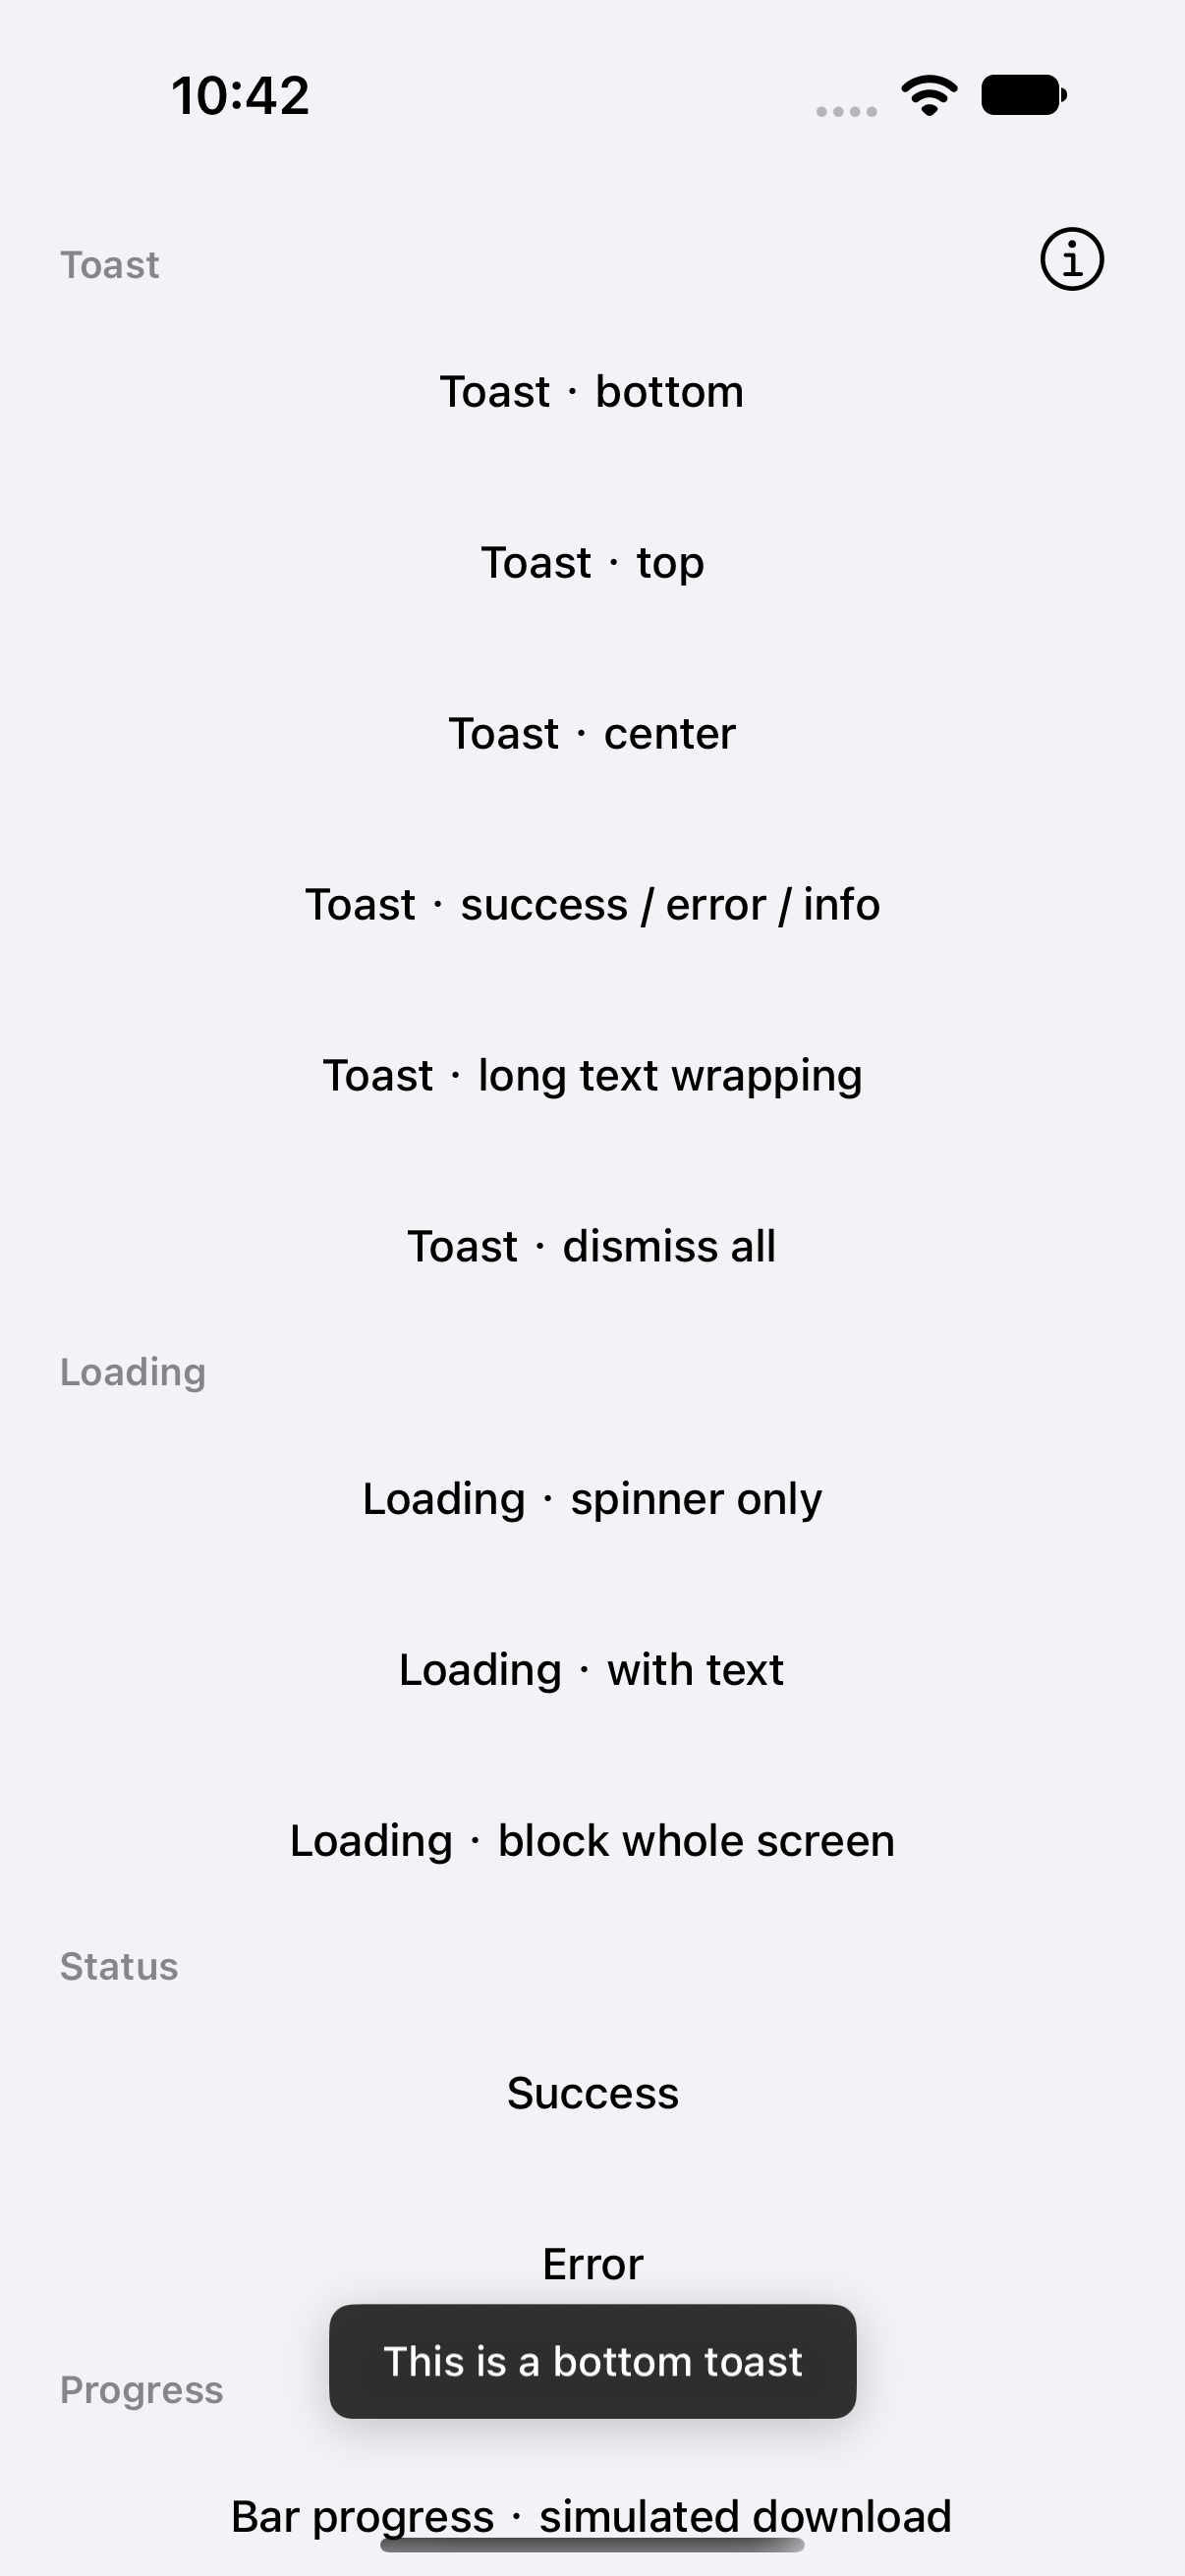 10:42
Toast
Toast · bottom
Toast · top
Toast · center
Toast · success / error / info
Toast · long text wrapping
Toast · dismiss all
Loading
Loading · spinner only
Loading · with text
Loading · block whole screen
Status
Success
Error
This is a bottom toast
Progress
Bar progress · simulated download